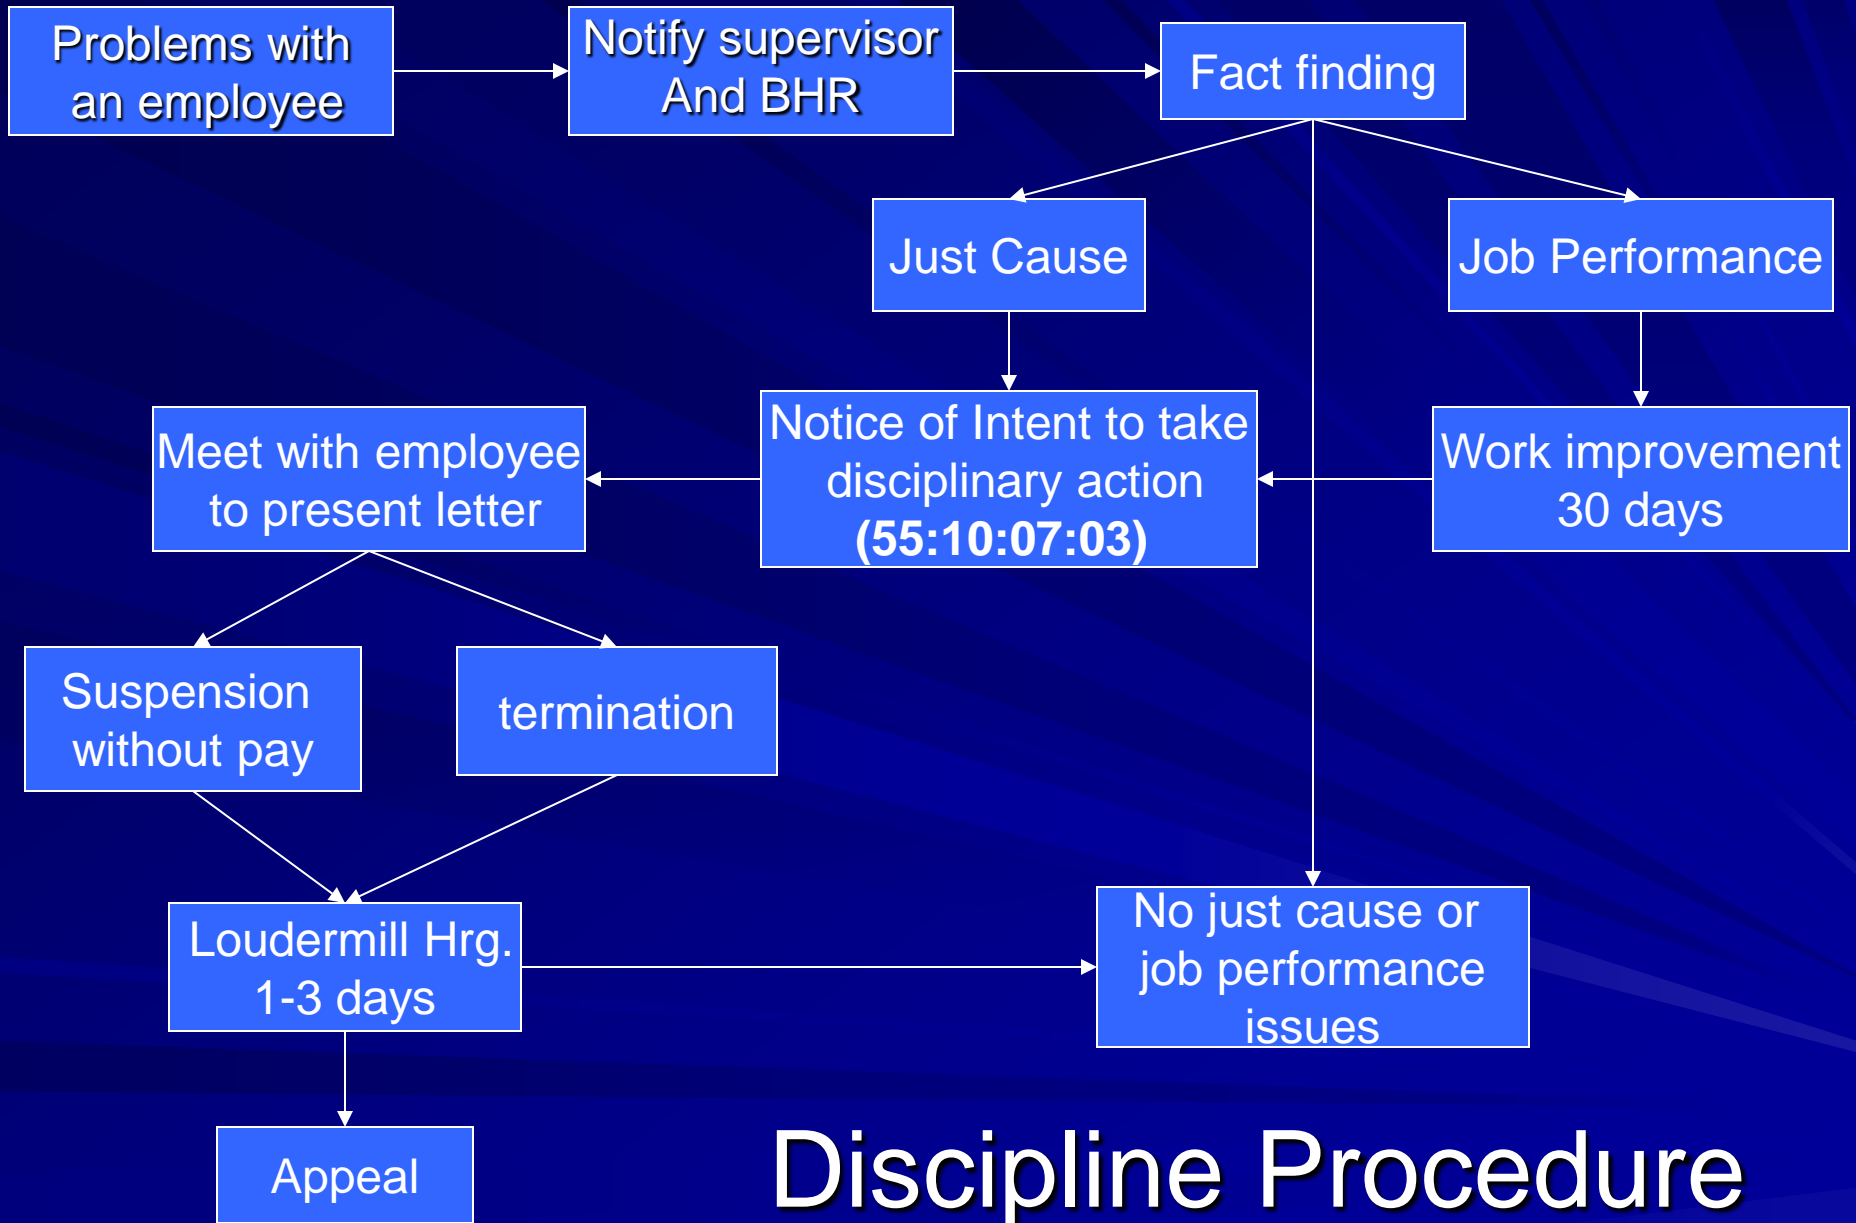 Problems with
an employee
Notify supervisor
And BHR
Fact finding
Just Cause
Job Performance
Meet with employee
to present letter
Notice of Intent to take
disciplinary action
(55:10:07:03)
Work improvement
30 days
Suspension
without pay
termination
Loudermill Hrg.
1-3 days
No just cause or
job performance
issues
Appeal
Discipline Procedure